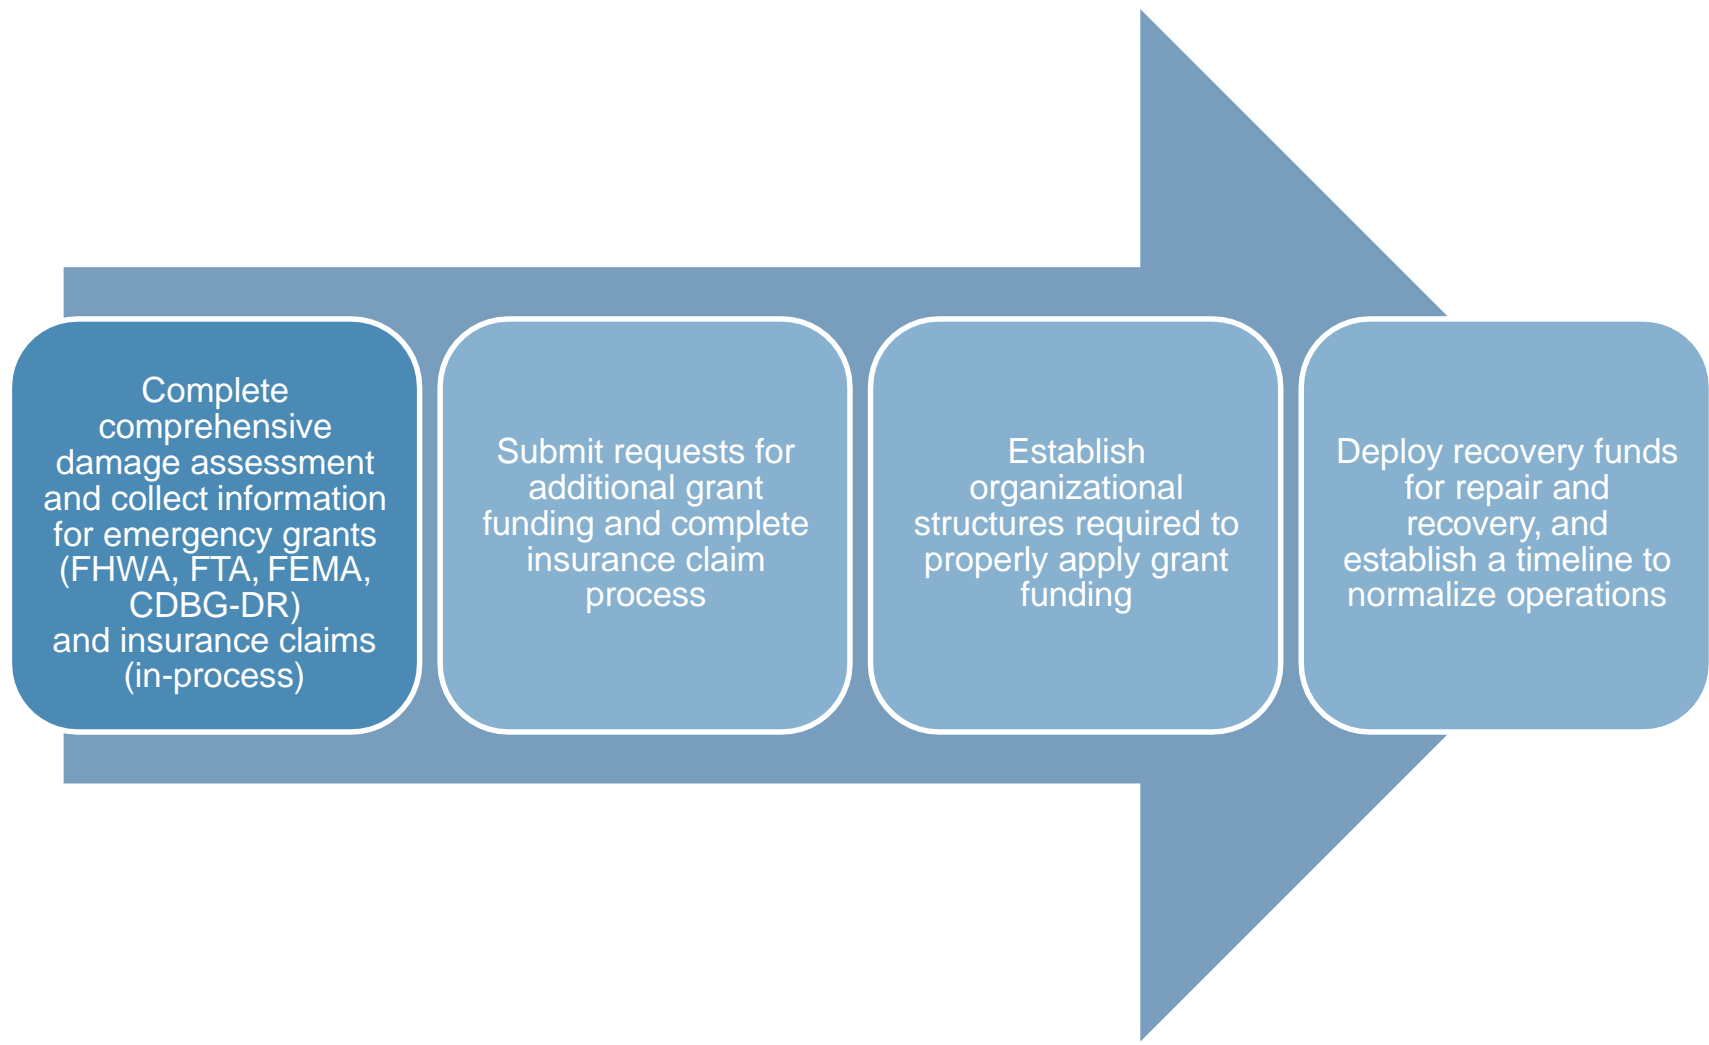 Complete
comprehensive
damage assessment
and collect information
for emergency grants
(FHWA, FTA, FEMA,
CDBG-DR)
and insurance claims
(in-process)
Submit requests for
additional grant
funding and complete
insurance claim
process
Establish
organizational
structures required to
properly apply grant
funding
Deploy recovery funds
for repair and
recovery, and
establish a timeline to
normalize operations